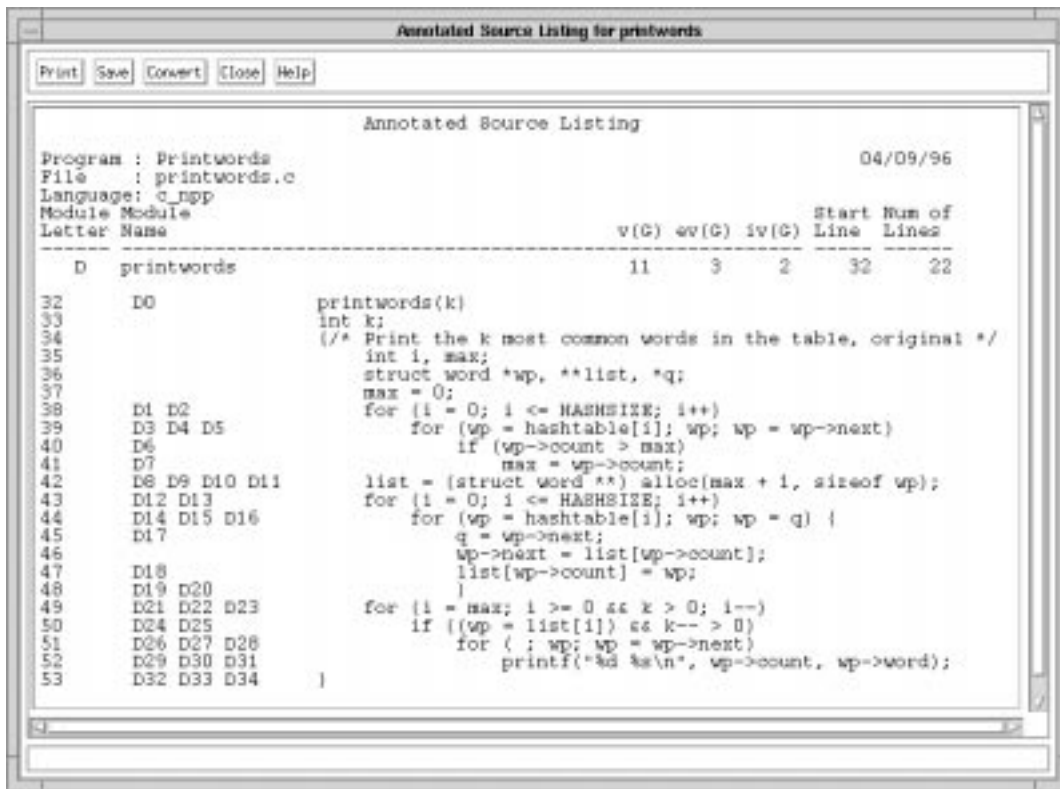 Annotated Source Listing for printwords
Print Save Convert Close Help
Annotated Source Listing
Program : Printwords 04/09/96
File : printwords.c
Language: c_npp
Module Module Start Num of
Letter Name v(G) ev(G) iv(G) Line Lines
------ ------------------------------------------ ---- ----- ----- ----- ------
D printwords 11 3 2 32 22
32 D0 printwords(k)
33 int k;
34 {/* Print the k most common words in the table, original */
35 int i, max;
36 struct word *wp, **list, *q;
37 max = 0;
38 D1 D2 for (i = 0; i <= HASHSIZE; i++)
39 D3 D4 D5 for (wp = hashtable[i]; wp; wp = wp->next)
40 D6 if (wp->count > max)
41 D7 max = wp->count;
42 D8 D9 D10 D11 list = (struct word **) alloc(max + 1, sizeof wp);
43 D12 D13 for (i = 0; i <= HASHSIZE; i++)
44 D14 D15 D16 for (wp = hashtable[i]; wp; wp = q) {
45 D17 q = wp->next;
46 wp->next = list[wp->count];
47 D18 list[wp->count] = wp;
48 D19 D20 }
49 D21 D22 D23 for (i = max; i >= 0 && k > 0; i--)
50 D24 D25 if ((wp = list[i]) && k-- > 0)
51 D26 D27 D28 for ( ; wp; wp = wp->next)
52 D29 D30 D31 printf("%d %s\n", wp->count, wp->word);
53 D32 D33 D34 }